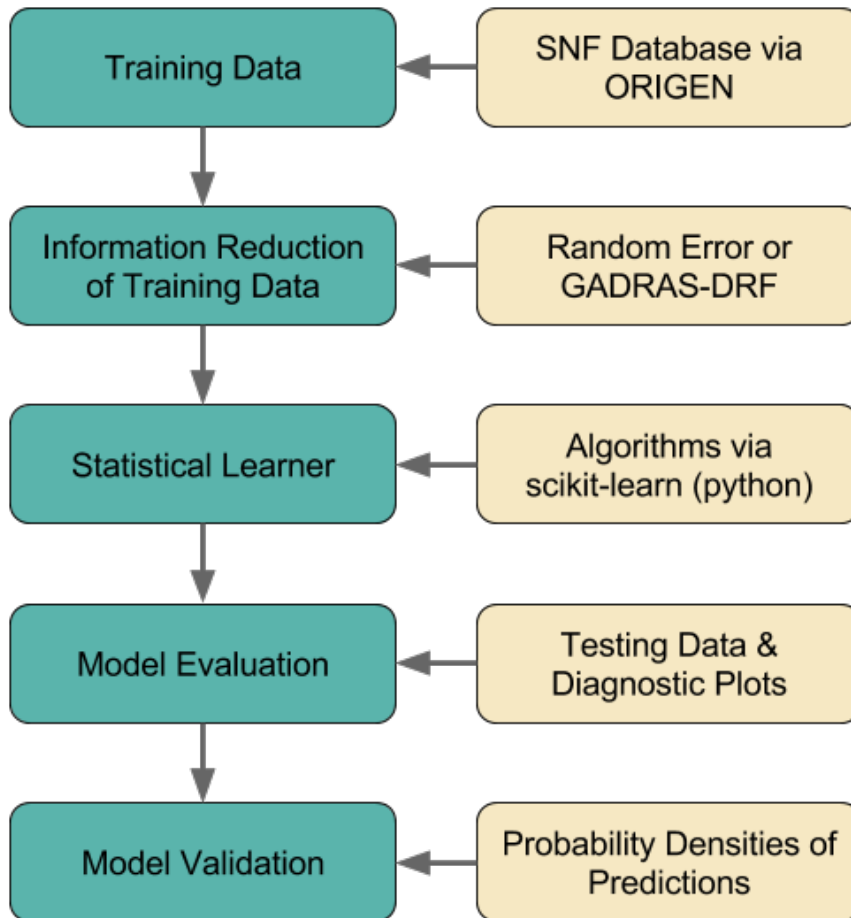 Training Data
SNF Database via
ORIGEN
Information Reduction
of Training Data
Random Error or
GADRAS-DRF
Statistical Learner
Algorithms via
scikit-learn (python)
Model Evaluation
Testing Data &
Diagnostic Plots
Model Validation
Probability Densities of
Predictions